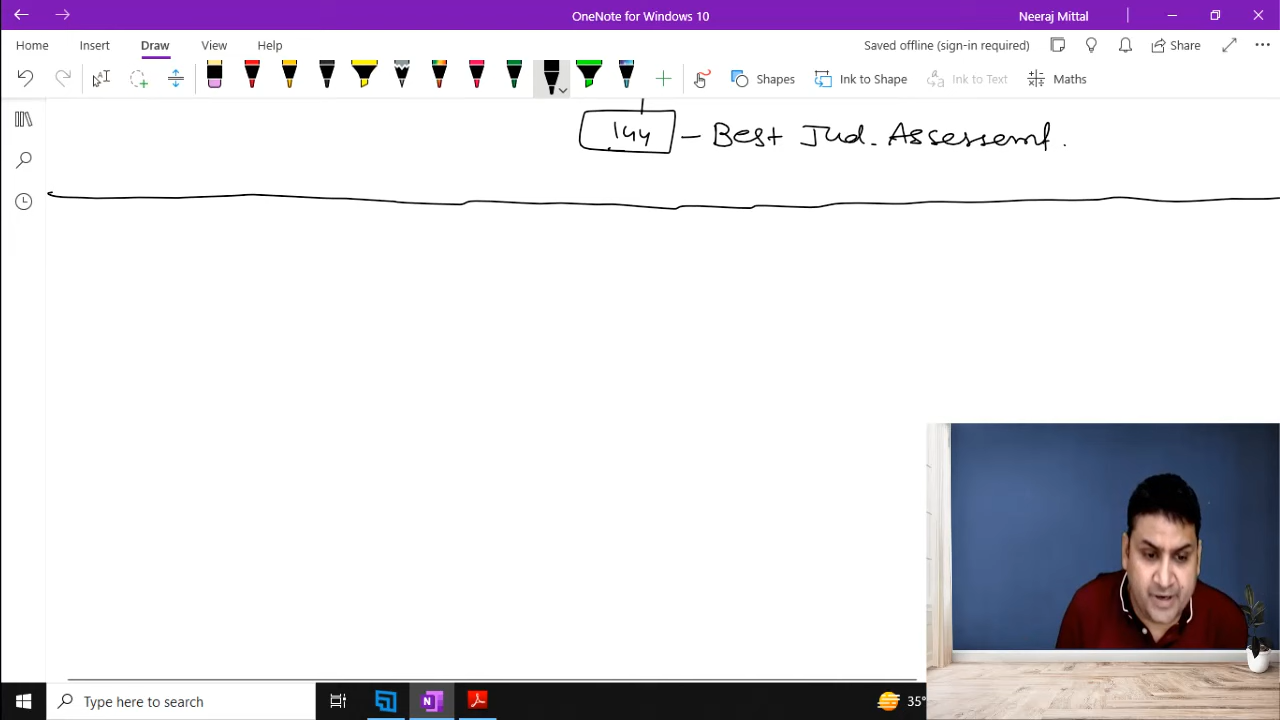 OneNote for Windows 10
Neeraj Mittal
Home Insert Draw View Help
Saved offline (sign-in required) Share
Shapes Ink to Shape Ink to Text Maths
144 - Best Jud. Assessemt.
Type here to search
35°